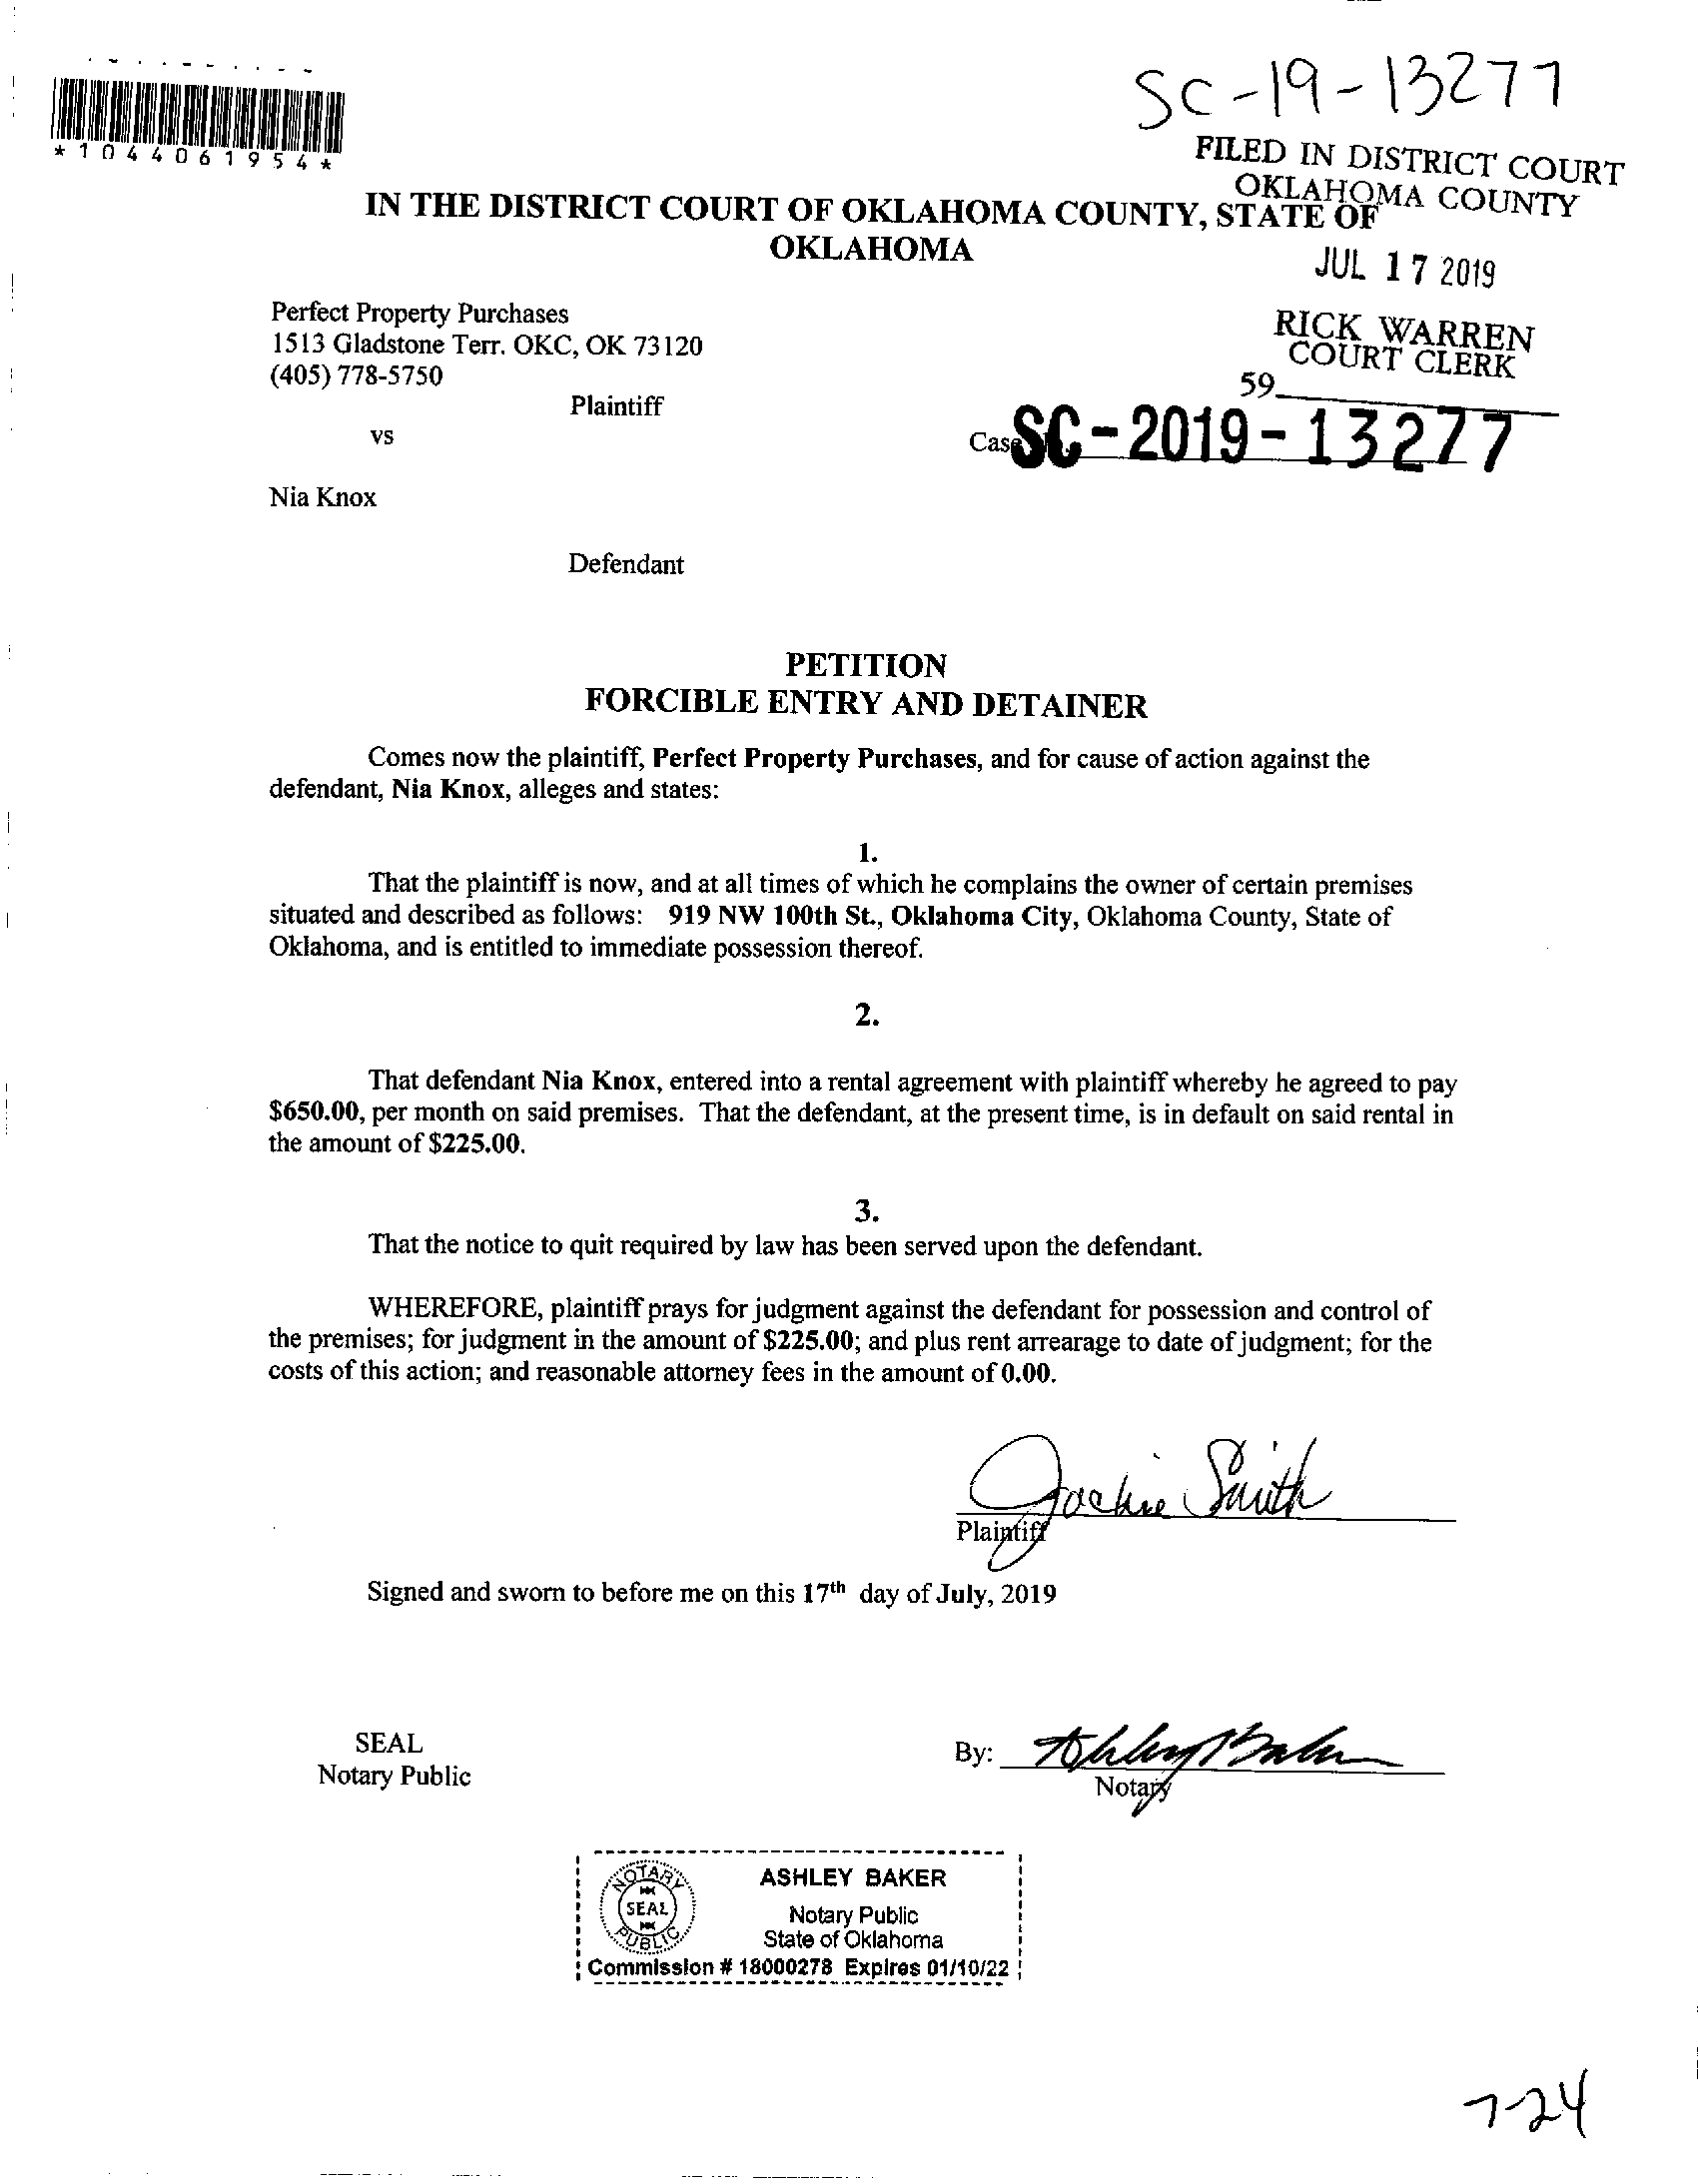 SC-19-13277
*1044061954*
FILED IN DISTRICT COURT
OKLAHOMA COUNTY
IN THE DISTRICT COURT OF OKLAHOMA COUNTY, STATE OF
OKLAHOMA
JUL 17 2019
Perfect Property Purchases
1513 Gladstone Terr. OKC, OK 73120
(405) 778-5750
RICK WARREN
COURT CLERK
59
Plaintiff
vs
Case SC-2019-13277
Nia Knox
Defendant
PETITION
FORCIBLE ENTRY AND DETAINER
Comes now the plaintiff, Perfect Property Purchases, and for cause of action against the
defendant, Nia Knox, alleges and states:
1.
That the plaintiff is now, and at all times of which he complains the owner of certain premises
situated and described as follows: 919 NW 100th St., Oklahoma City, Oklahoma County, State of
Oklahoma, and is entitled to immediate possession thereof.
2.
That defendant Nia Knox, entered into a rental agreement with plaintiff whereby he agreed to pay
$650.00, per month on said premises. That the defendant, at the present time, is in default on said rental in
the amount of $225.00.
3.
That the notice to quit required by law has been served upon the defendant.
WHEREFORE, plaintiff prays for judgment against the defendant for possession and control of
the premises; for judgment in the amount of $225.00; and plus rent arrearage to date of judgment; for the
costs of this action; and reasonable attorney fees in the amount of 0.00.
Jackie Smith
Plaintiff
Signed and sworn to before me on this 17th day of July, 2019
SEAL
Notary Public
By: Ashley Baker
Notary
NOTARY
SEAL
PUBLIC
ASHLEY BAKER
Notary Public
State of Oklahoma
Commission # 18000278 Expires 01/10/22
7-24